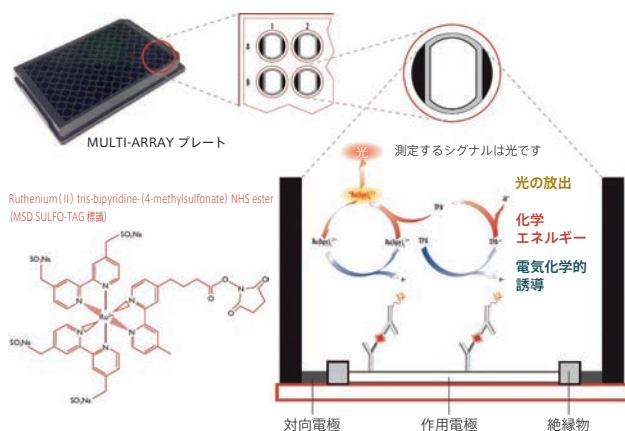 1 2
A
B
MULTI-ARRAY プレート
光
測定するシグナルは光です
光の放出
Ruthenium(II) tris-bipyridine-(4-methylsulfonate) NHS ester
(MSD SULFO-TAG 標識)
化学
エネルギー
電気化学的
誘導
TPA
SO₃Na
SO₃Na
SO₃Na
SO₃Na
N
N
N
N
N
N
Ru²⁺
O
O
N
O
O
対向電極
作用電極
絶縁物